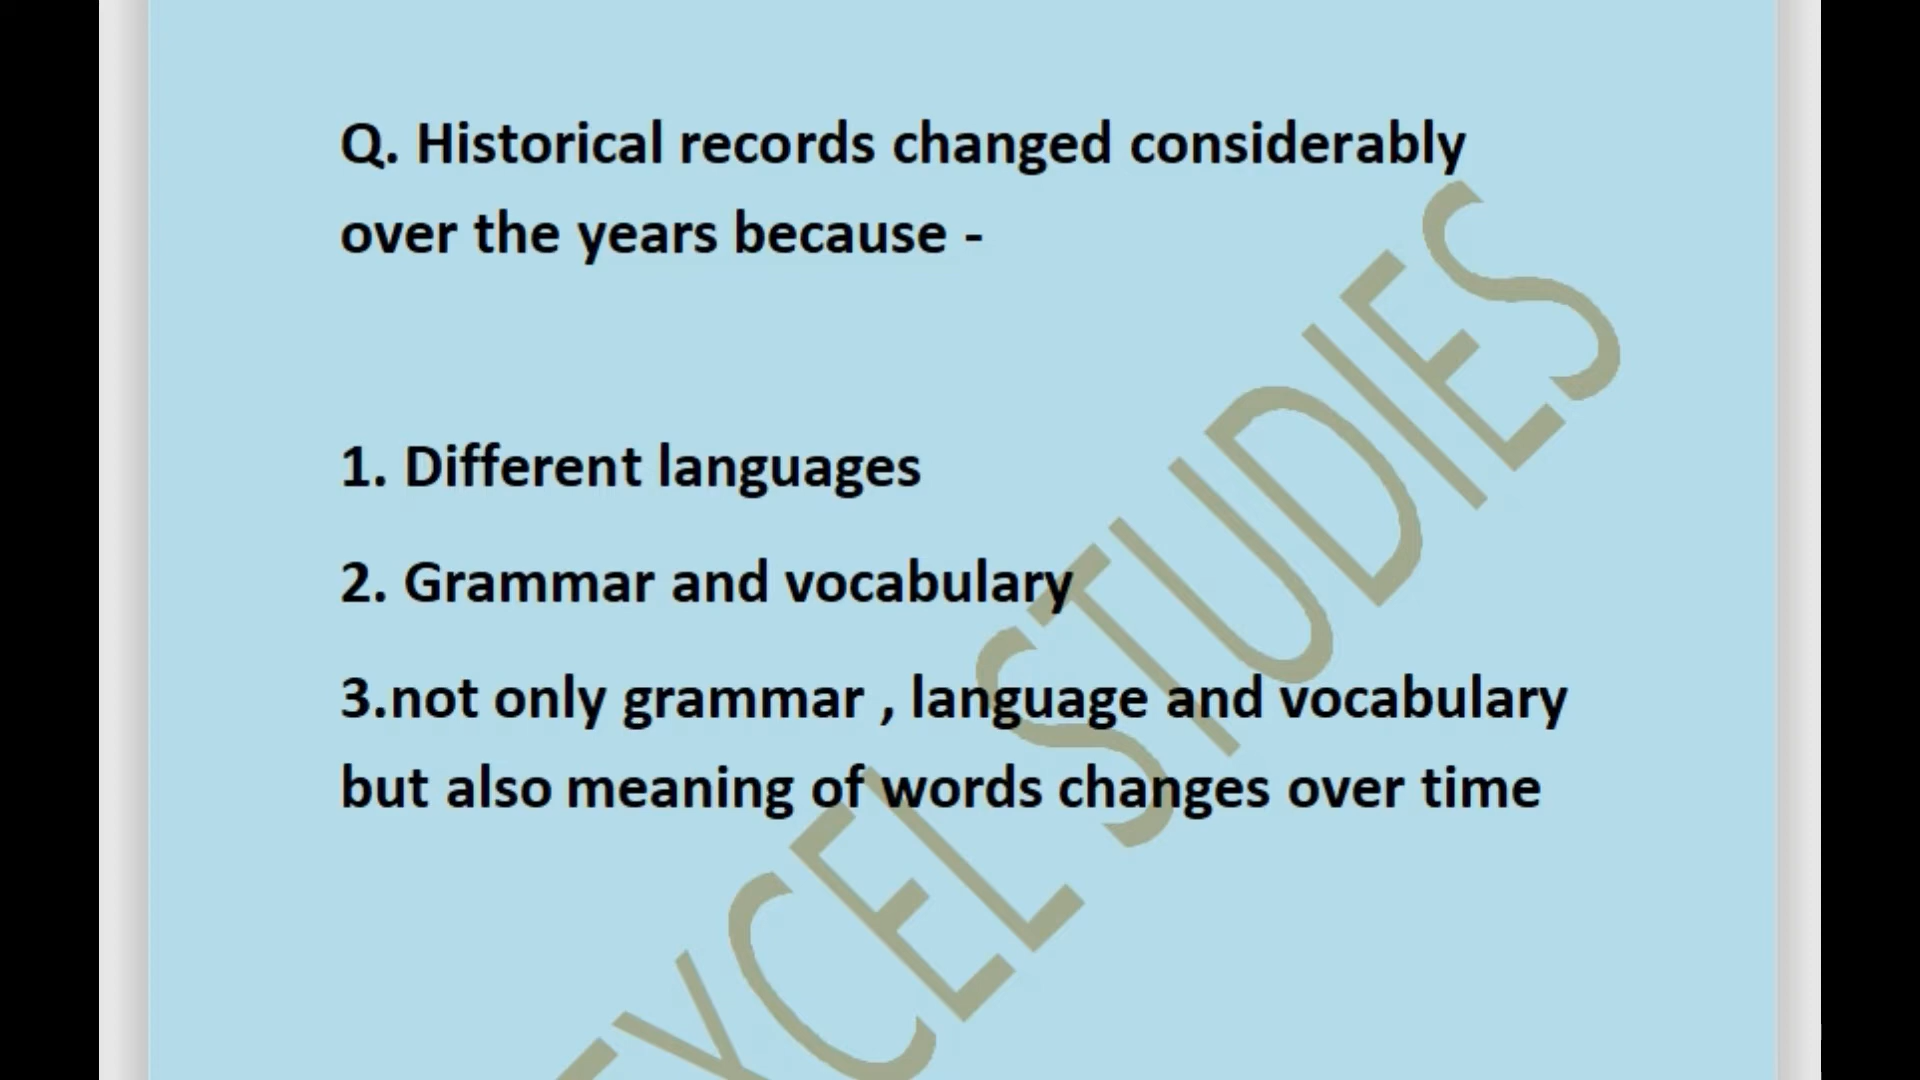 Q. Historical records changed considerably
over the years because -
1. Different languages
2. Grammar and vocabulary
3.not only grammar , language and vocabulary
but also meaning of words changes over time
EXCEL STUDIES